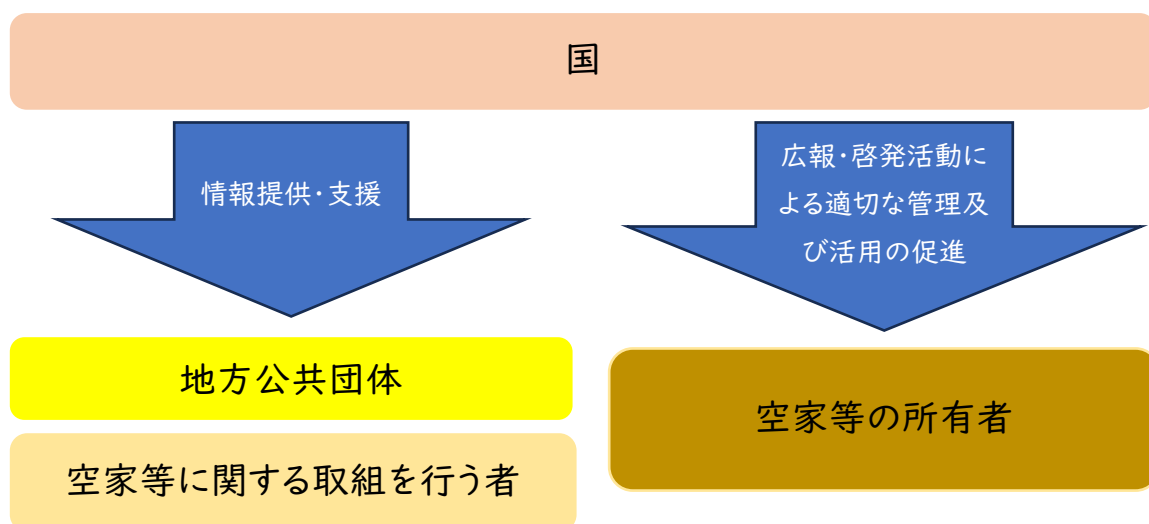 国
情報提供・支援
広報・啓発活動に
よる適切な管理及
び活用の促進
地方公共団体
空家等に関する取組を行う者
空家等の所有者